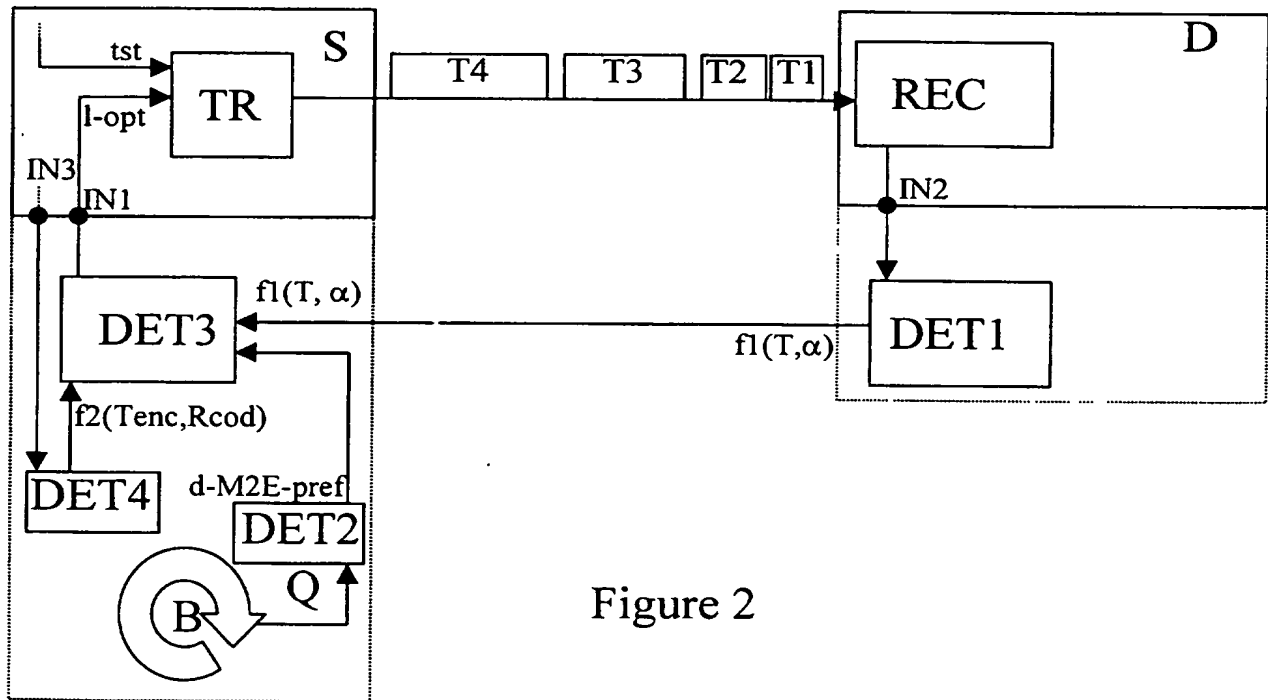 S
D
tst
T4
T3
T2
T1
TR
REC
l-opt
IN3
IN1
IN2
f1(T, α)
DET3
DET1
f1(T,α)
f2(Tenc,Rcod)
d-M2E-pref
DET4
DET2
Q
B
Figure 2